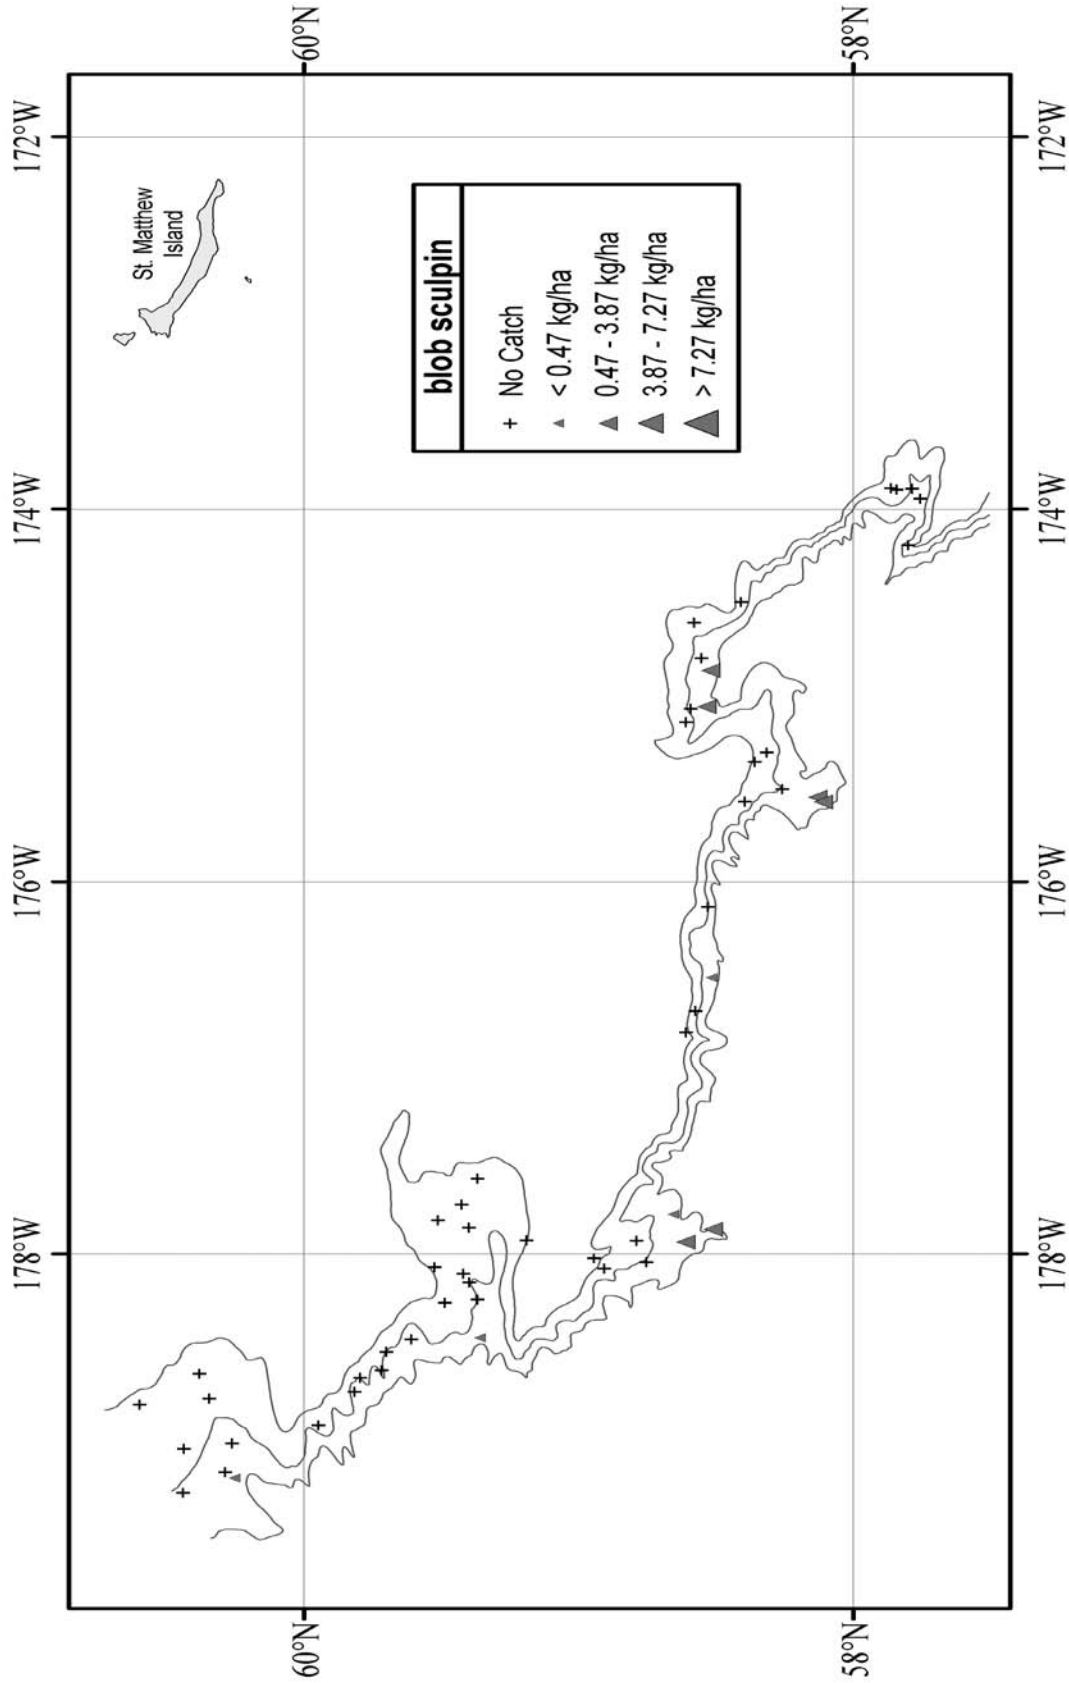 172°W
174°W
176°W
178°W
60°N
58°N
St. Matthew
Island
blob sculpin
No Catch
< 0.47 kg/ha
0.47 - 3.87 kg/ha
3.87 - 7.27 kg/ha
> 7.27 kg/ha
60°N
58°N
172°W
174°W
176°W
178°W